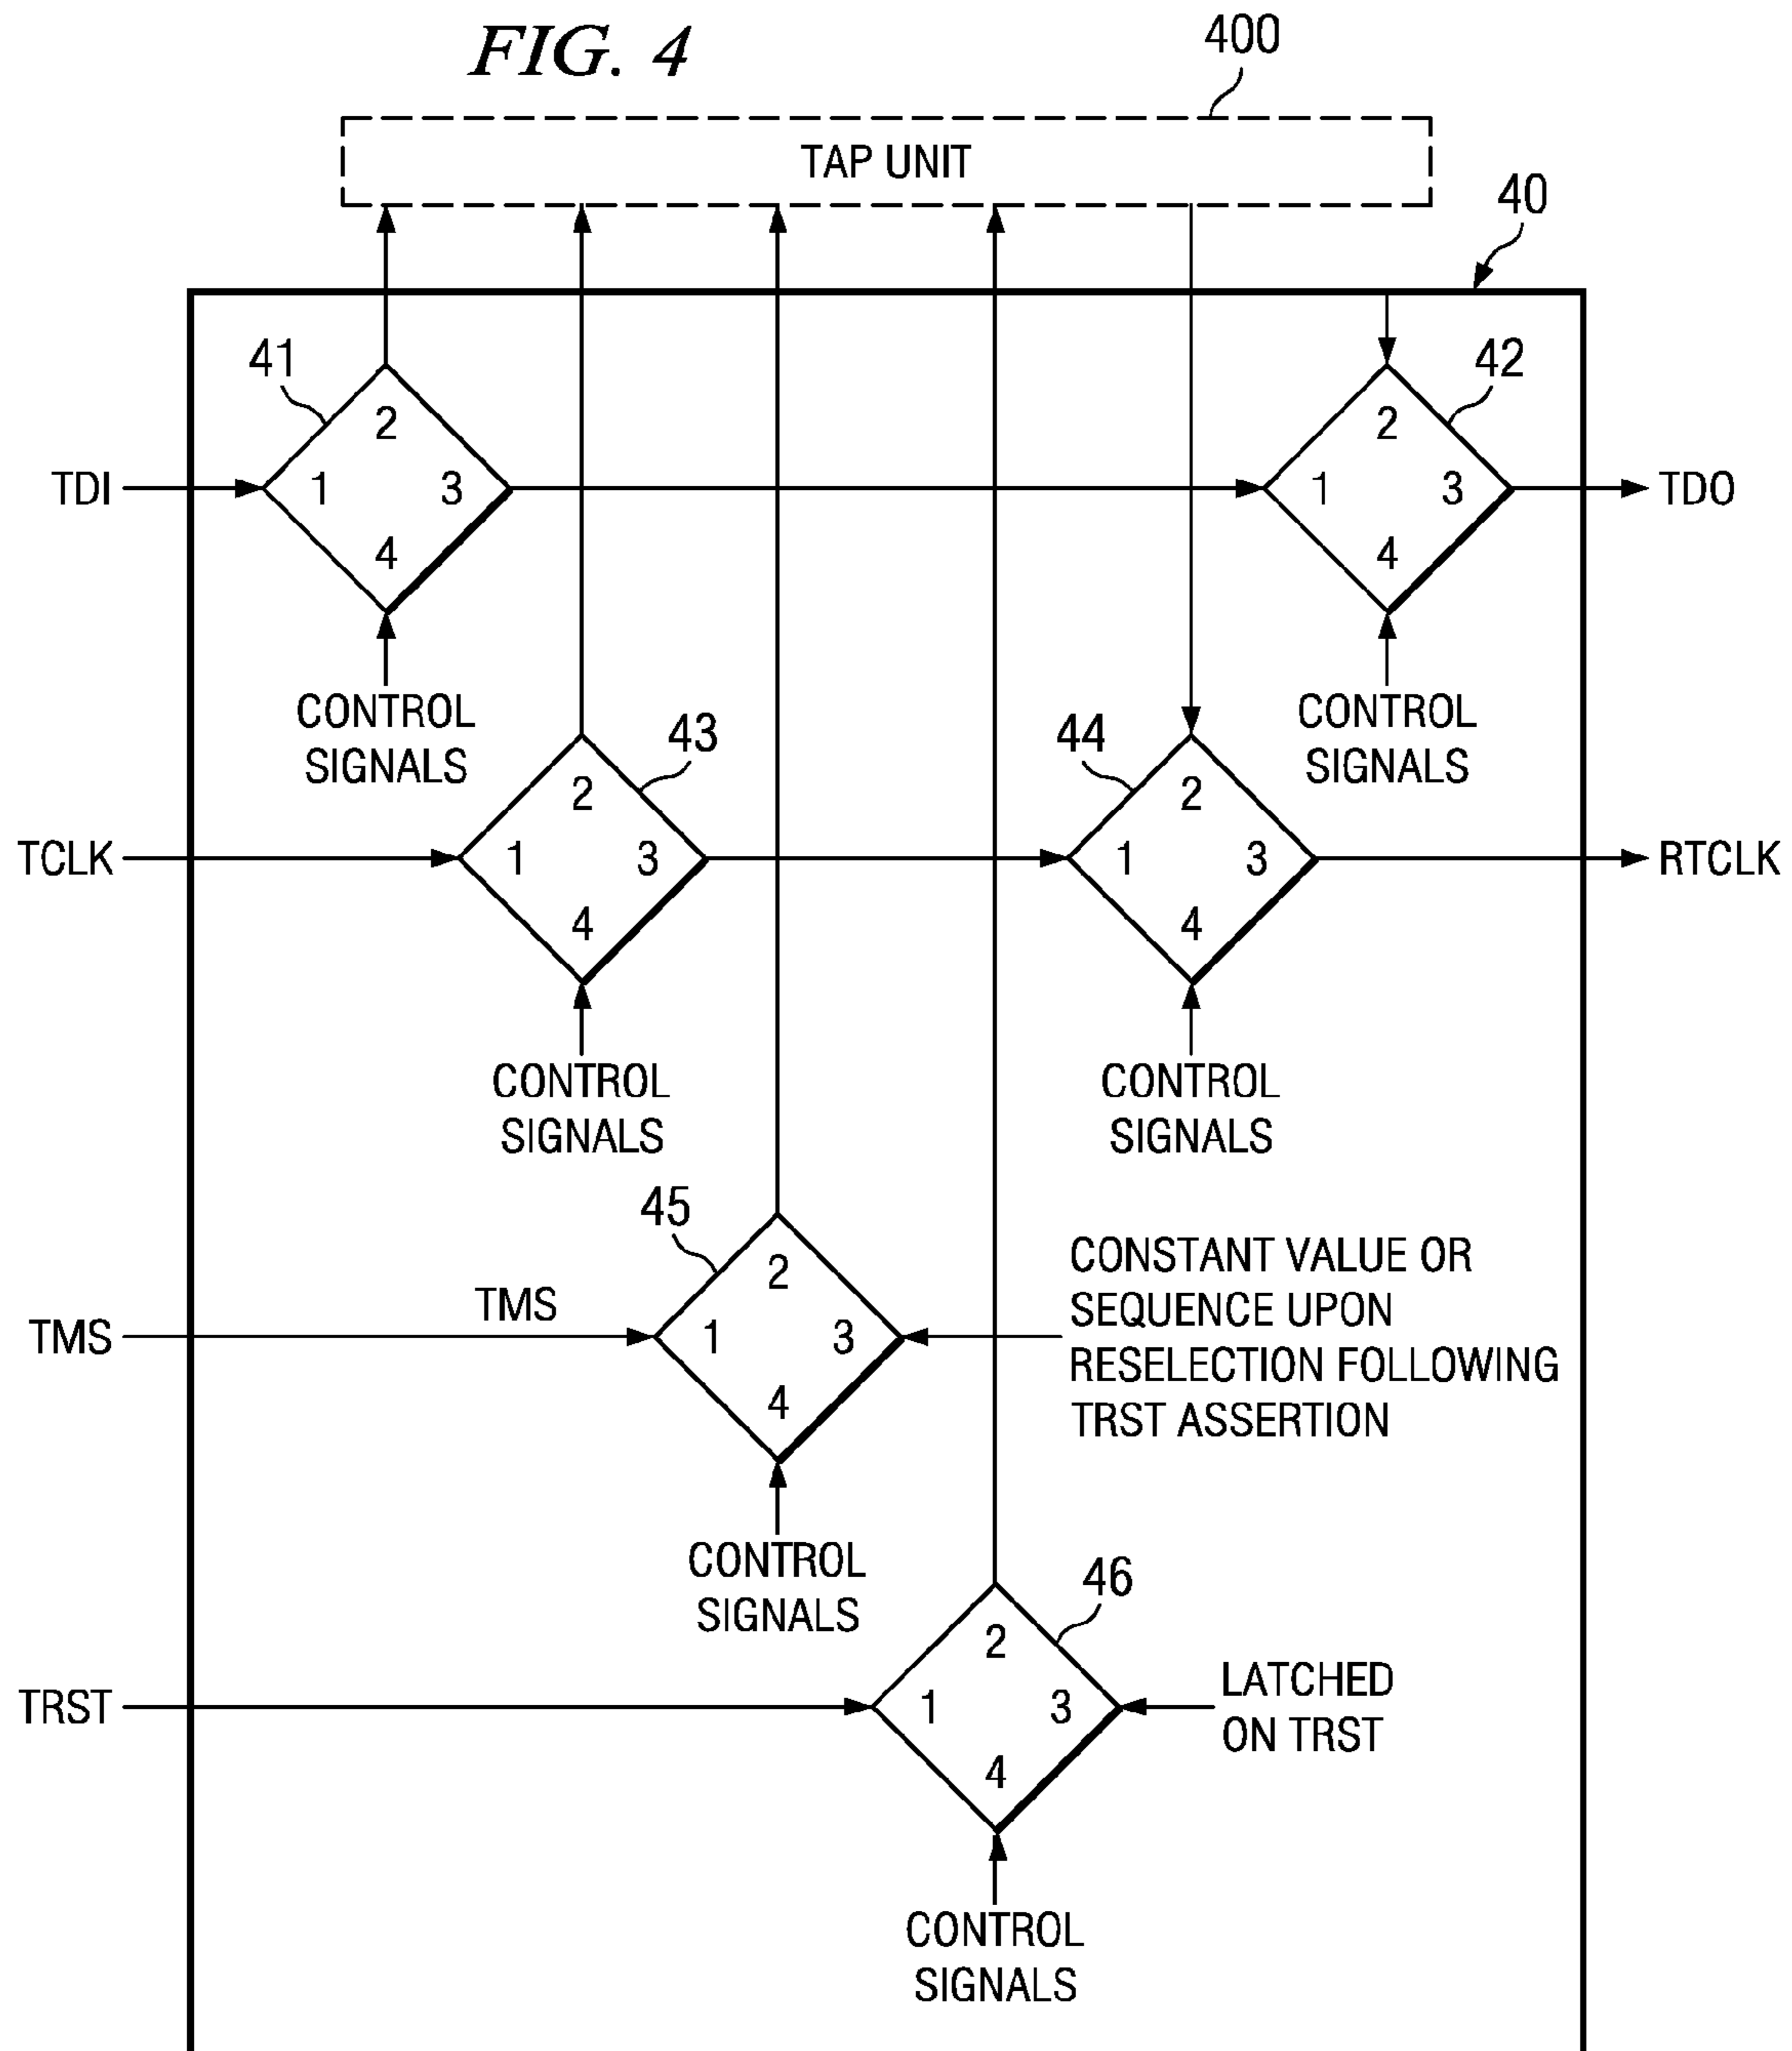 FIG. 4
400
TAP UNIT
40
41
42
2
2
TDI
1
3
1
3
TDO
4
4
CONTROL
SIGNALS
CONTROL
SIGNALS
43
44
2
2
TCLK
1
3
1
3
RTCLK
4
4
CONTROL
SIGNALS
CONTROL
SIGNALS
45
2
TMS
TMS
1
3
4
CONSTANT VALUE OR
SEQUENCE UPON
RESELECTION FOLLOWING
TRST ASSERTION
CONTROL
SIGNALS
46
2
TRST
1
3
4
LATCHED
ON TRST
CONTROL
SIGNALS